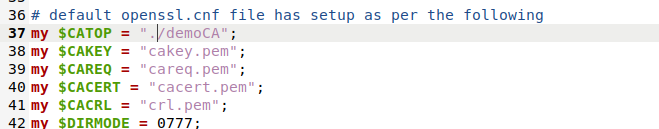 36 # default openssl.cnf file has setup as per the following
37 my $CATOP = "./demoCA";
38 my $CAKEY = "cakey.pem";
39 my $CAREQ = "careq.pem";
40 my $CACERT = "cacert.pem";
41 my $CACRL = "crl.pem";
42 my $DIRMODE = 0777;